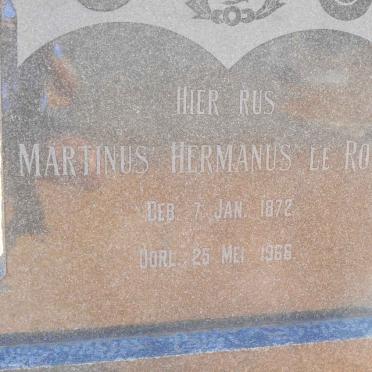 HIER RUS
MARTINUS HERMANUS LE RO
GEB. 7 JAN. 1872
OORL. 25 MEI 1966